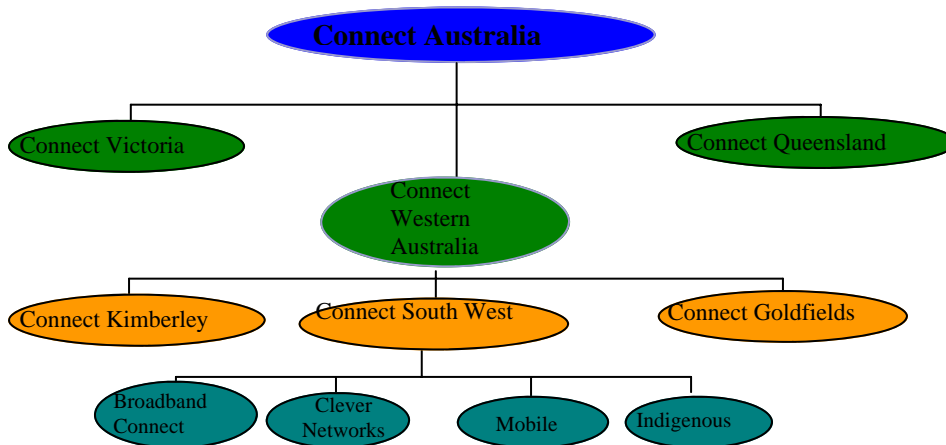 Connect Australia
Connect Victoria
Connect Queensland
Connect
Western
Australia
Connect Kimberley
Connect South West
Connect Goldfields
Broadband
Connect
Clever
Networks
Mobile
Indigenous